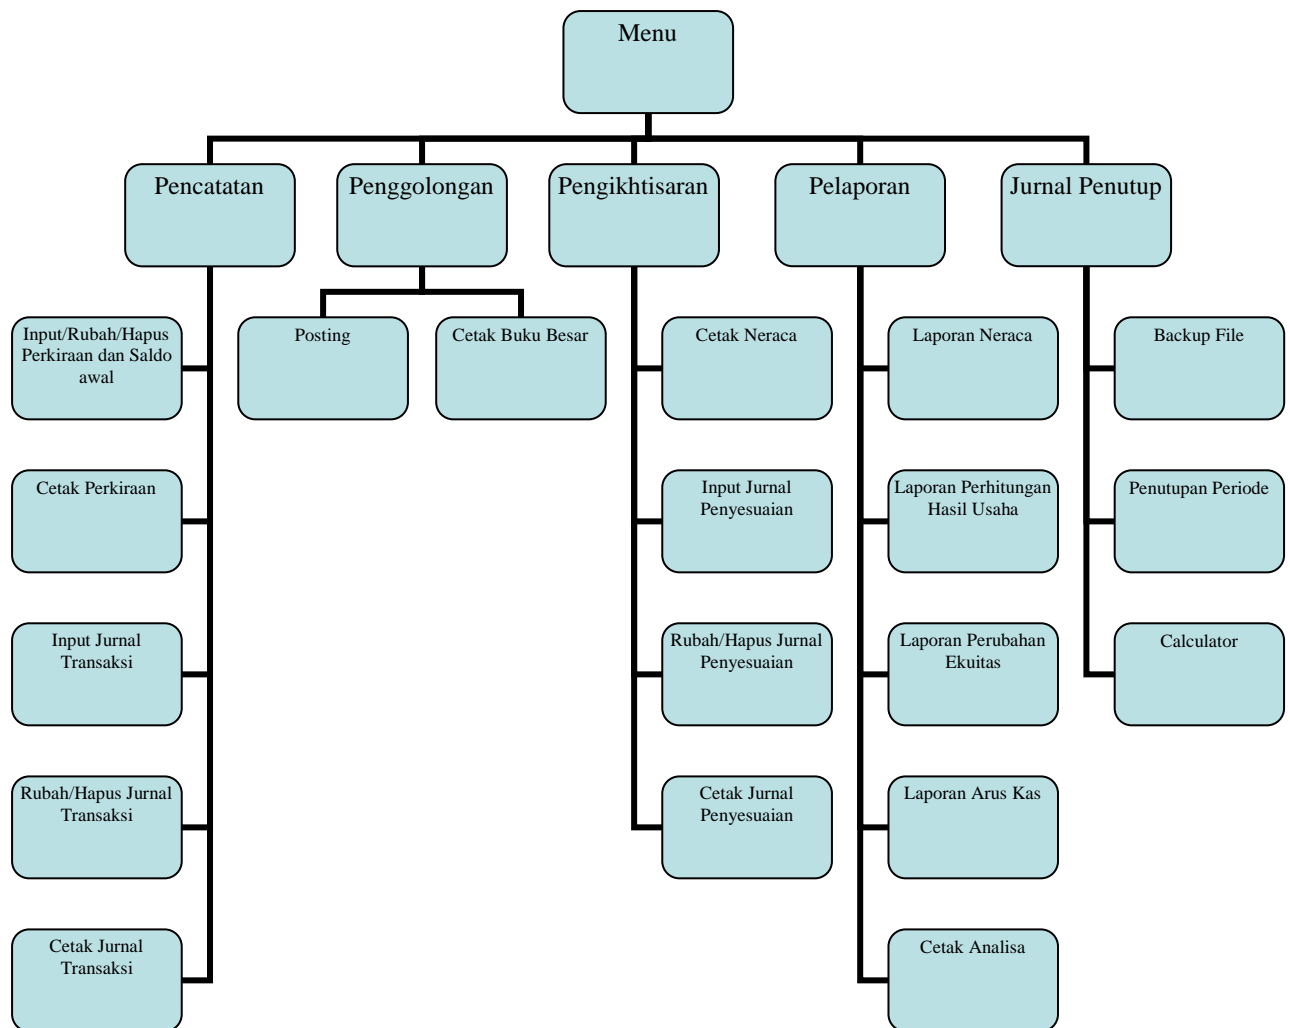 Menu
Pencatatan
Penggolongan
Pengikhtisaran
Pelaporan
Jurnal Penutup
Input/Rubah/Hapus
Perkiraan dan Saldo
awal
Posting
Cetak Buku Besar
Cetak Neraca
Laporan Neraca
Backup File
Cetak Perkiraan
Input Jurnal
Penyesuaian
Laporan Perhitungan
Hasil Usaha
Penutupan Periode
Input Jurnal
Transaksi
Rubah/Hapus Jurnal
Penyesuaian
Laporan Perubahan
Ekuitas
Calculator
Rubah/Hapus Jurnal
Transaksi
Cetak Jurnal
Penyesuaian
Laporan Arus Kas
Cetak Jurnal
Transaksi
Cetak Analisa